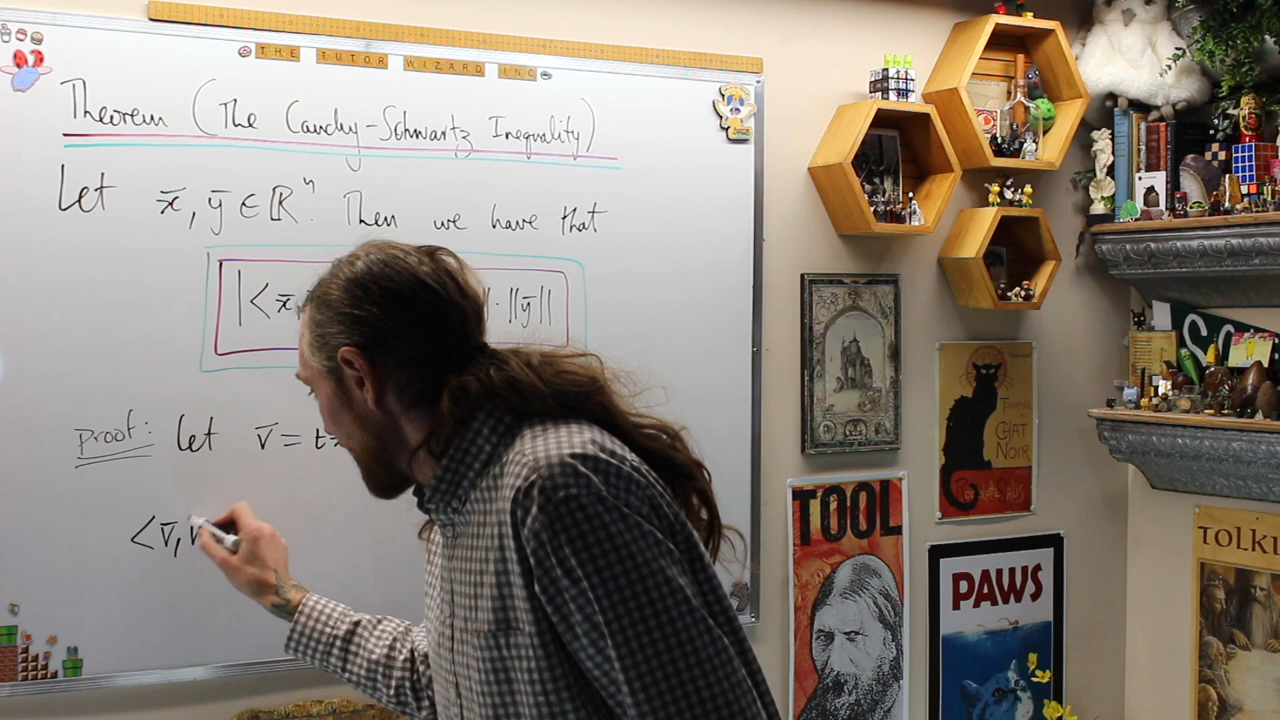 THE TUTOR WIZARD INC
Theorem (The Cauchy-Schwartz Inequality)
Let x̄, ȳ ∈ ℝⁿ. Then we have that
|< x̄ || · ||ȳ||
Proof: Let v̄ = t
< v̄, v
CHAT
NOIR
TOOL
PAWS
TOLKI